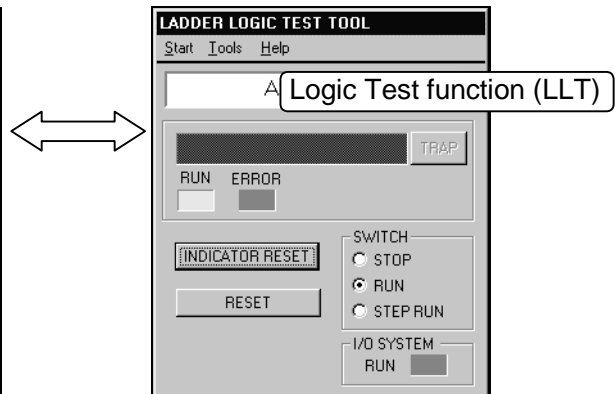 LADDER LOGIC TEST TOOL
Start Tools Help
A
Logic Test function (LLT)
TRAP
RUN ERROR
SWITCH
INDICATOR RESET
STOP
RUN
RESET
STEP RUN
I/O SYSTEM
RUN